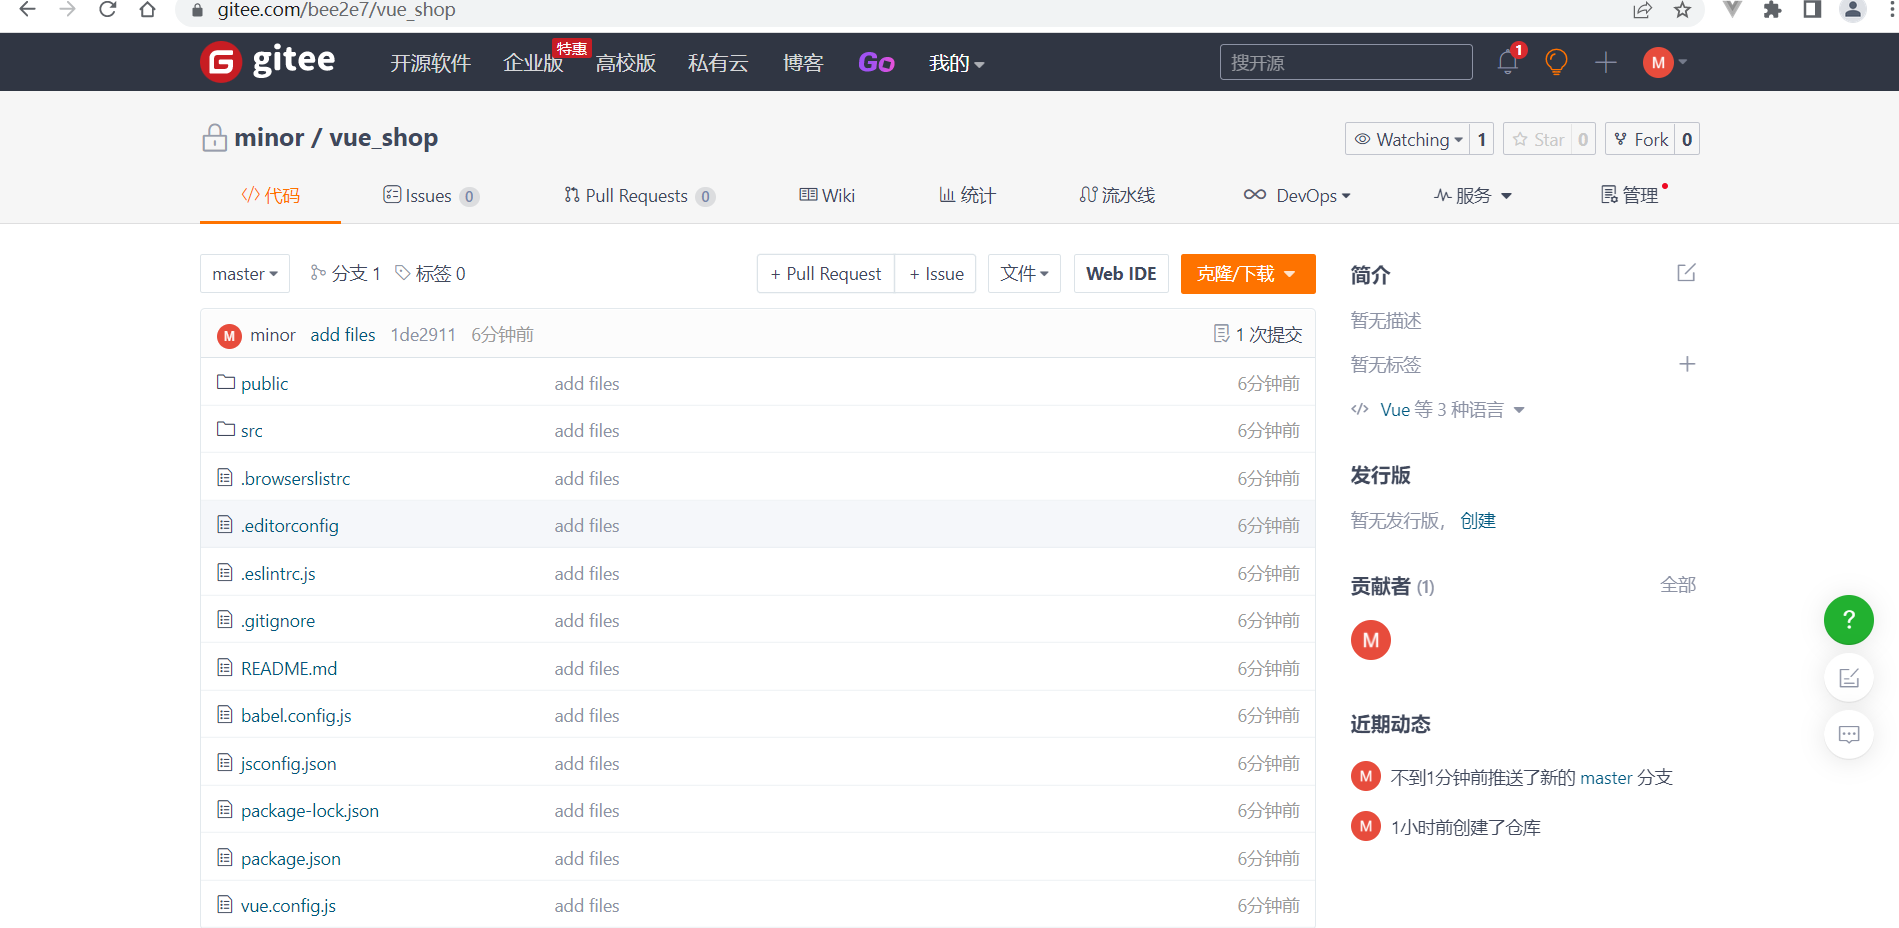 gitee.com/bee2e7/vue_shop
gitee 开源软件 企业版 特惠 高校版 私有云 博客 Go 我的 搜开源 1 M
minor / vue_shop Watching 1 Star 0 Fork 0
代码 Issues 0 Pull Requests 0 Wiki 统计 流水线 DevOps 服务 管理
master 分支 1 标签 0 + Pull Request + Issue 文件 Web IDE 克隆/下载
M minor add files 1de2911 6分钟前 1 次提交
public add files 6分钟前
src add files 6分钟前
.browserslistrc add files 6分钟前
.editorconfig add files 6分钟前
.eslintrc.js add files 6分钟前
.gitignore add files 6分钟前
README.md add files 6分钟前
babel.config.js add files 6分钟前
jsconfig.json add files 6分钟前
package-lock.json add files 6分钟前
package.json add files 6分钟前
vue.config.js add files 6分钟前
简介
暂无描述
暂无标签
Vue 等 3 种语言
发行版
暂无发行版， 创建
贡献者 (1) 全部
M
近期动态
M 不到1分钟前推送了新的 master 分支
M 1小时前创建了仓库
?